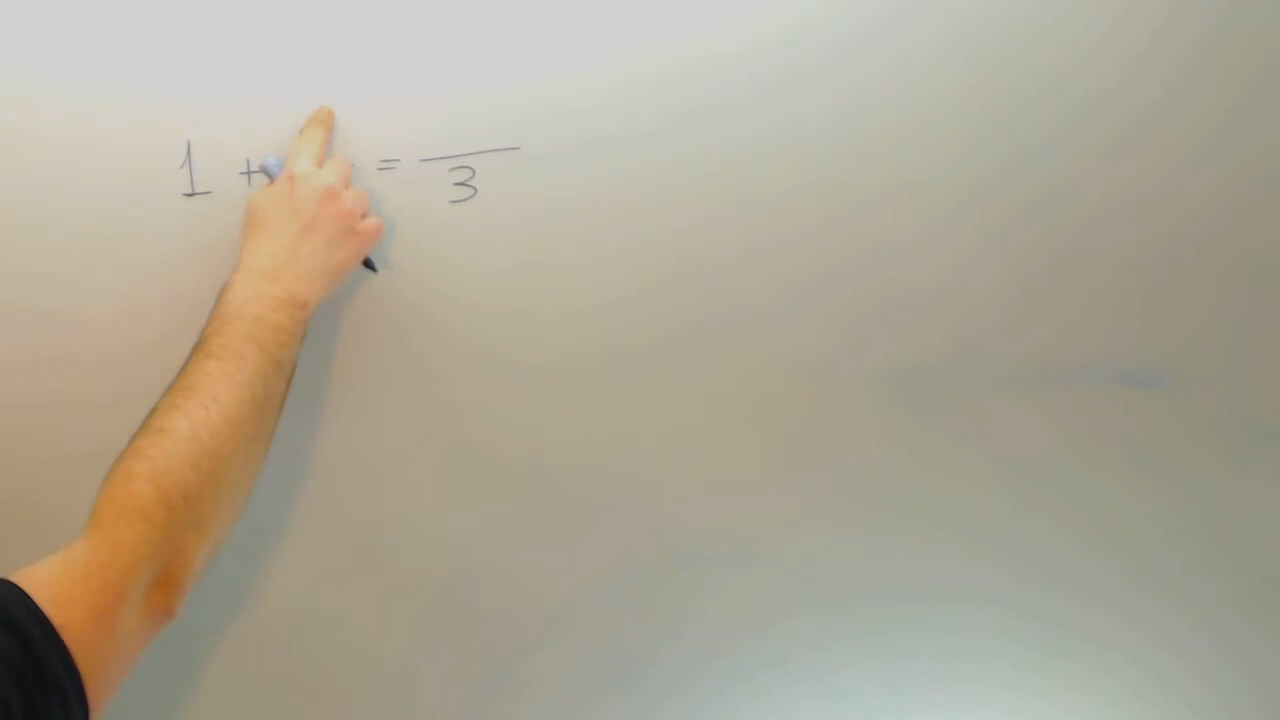 1 + = 3